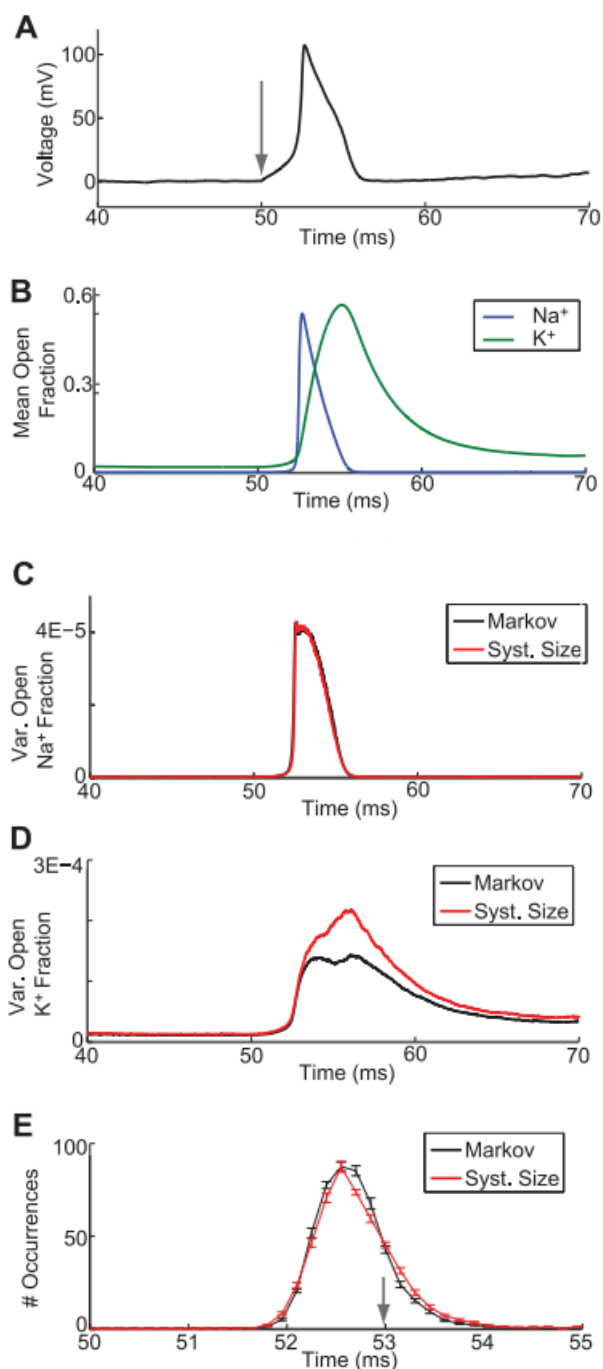 A
Voltage (mV)
100
50
0
40
50
60
70
Time (ms)
B
Mean Open
Fraction
0.6
0.3
0
Na⁺
K⁺
40
50
60
70
Time (ms)
C
Var. Open
Na⁺ Fraction
4E−5
0
Markov
Syst. Size
40
50
60
70
Time (ms)
D
Var. Open
K⁺ Fraction
3E−4
0
Markov
Syst. Size
40
50
60
70
Time (ms)
E
# Occurrences
100
50
0
Markov
Syst. Size
50
51
52
53
54
55
Time (ms)